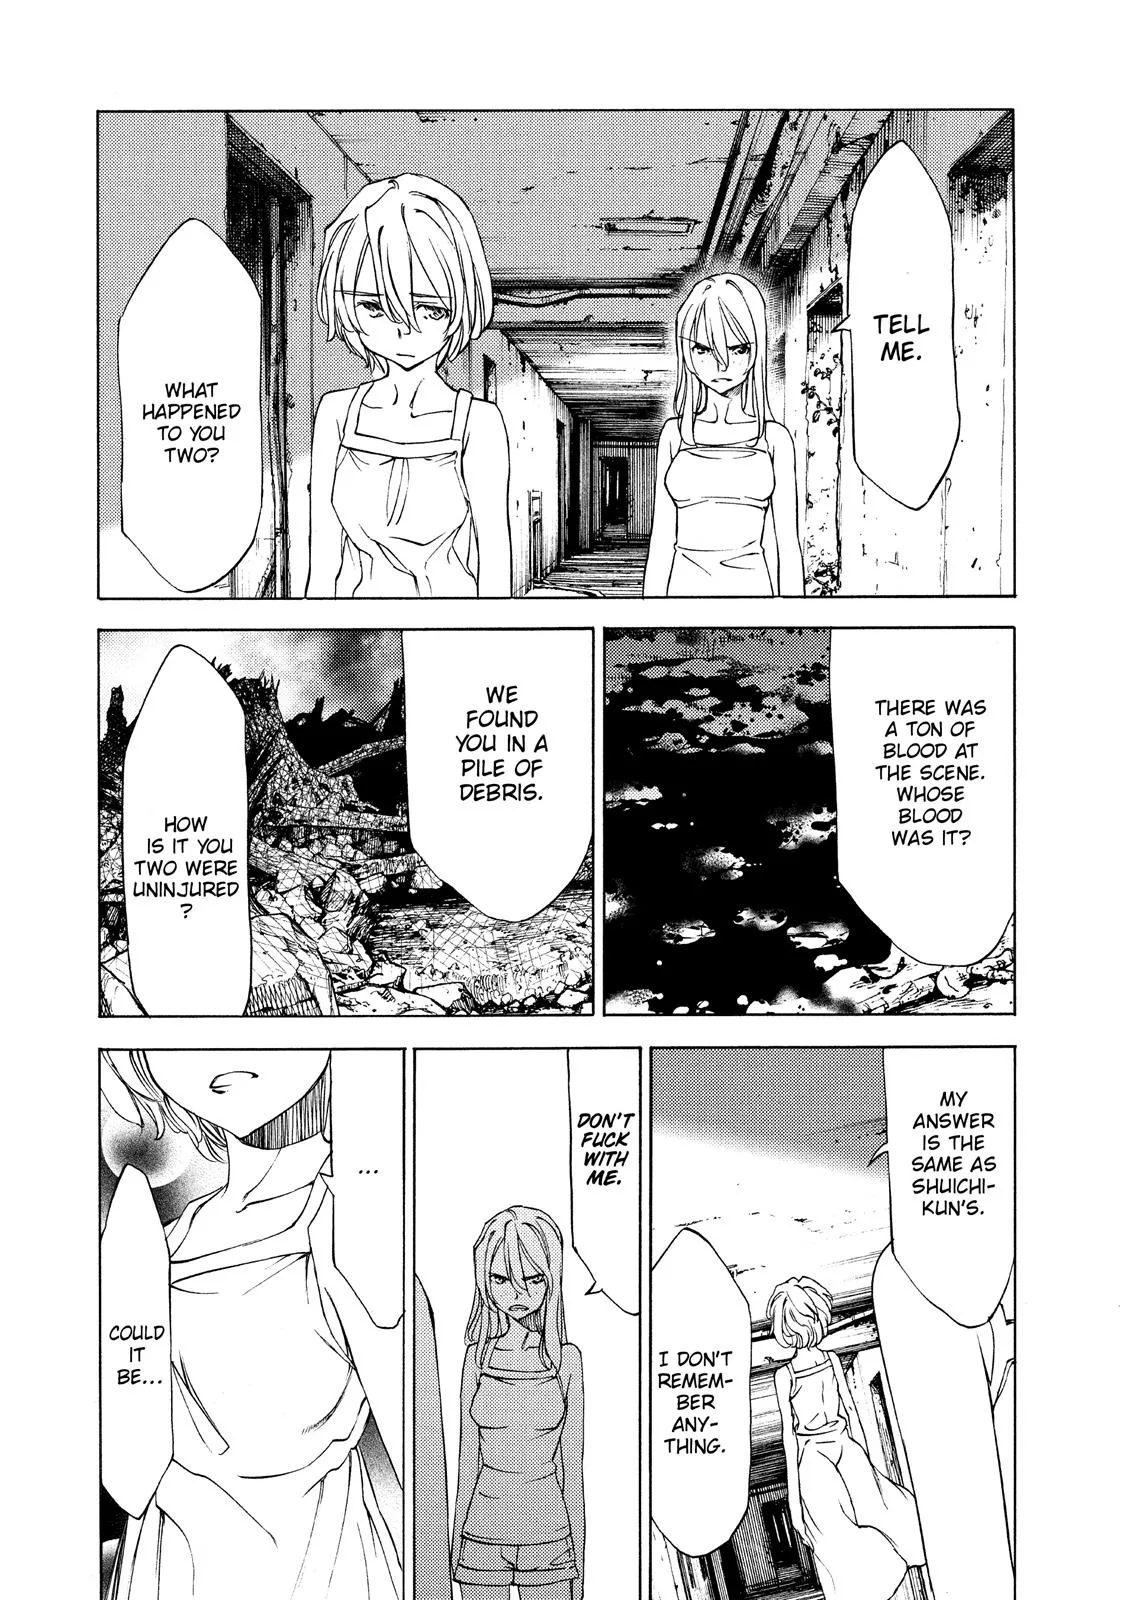 TELL
ME.
WHAT
HAPPENED
TO YOU
TWO?
THERE WAS
A TON OF
BLOOD AT
THE SCENE.
WHOSE
BLOOD
WAS IT?
WE
FOUND
YOU IN A
PILE OF
DEBRIS.
HOW
IS IT YOU
TWO WERE
UNINJURED
?
MY
ANSWER
IS THE
SAME AS
SHUICHI-
KUN'S.
I DON'T
REMEM-
BER
ANY-
THING.
DON'T
FUCK
WITH
ME.
...
COULD
IT
BE...